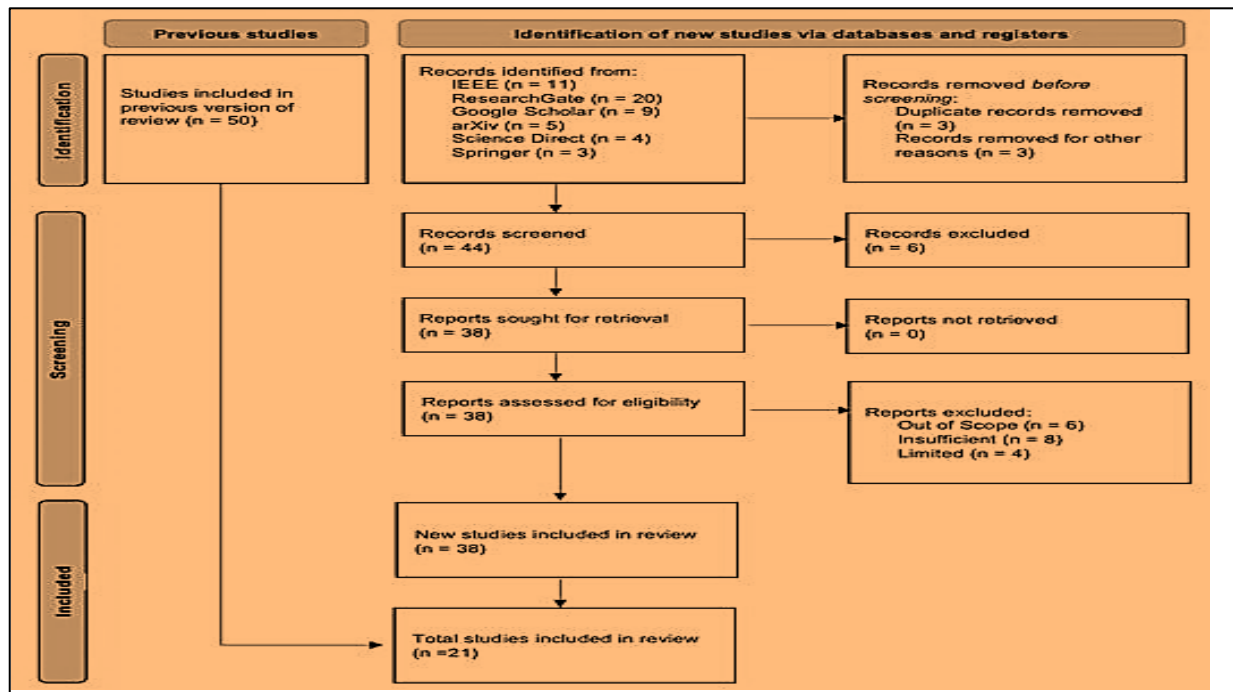 Previous studies
Identification of new studies via databases and registers
Identification
Studies included in
previous version of
review (n = 50)
Records identified from:
IEEE (n = 11)
ResearchGate (n = 20)
Google Scholar (n = 9)
arXiv (n = 5)
Science Direct (n = 4)
Springer (n = 3)
Records removed before
screening:
Duplicate records removed
(n = 3)
Records removed for other
reasons (n = 3)
Screening
Records screened
(n = 44)
Records excluded
(n = 6)
Reports sought for retrieval
(n = 38)
Reports not retrieved
(n = 0)
Reports assessed for eligibility
(n = 38)
Reports excluded:
Out of Scope (n = 6)
Insufficient (n = 8)
Limited (n = 4)
Included
New studies included in review
(n = 38)
Total studies included in review
(n =21)